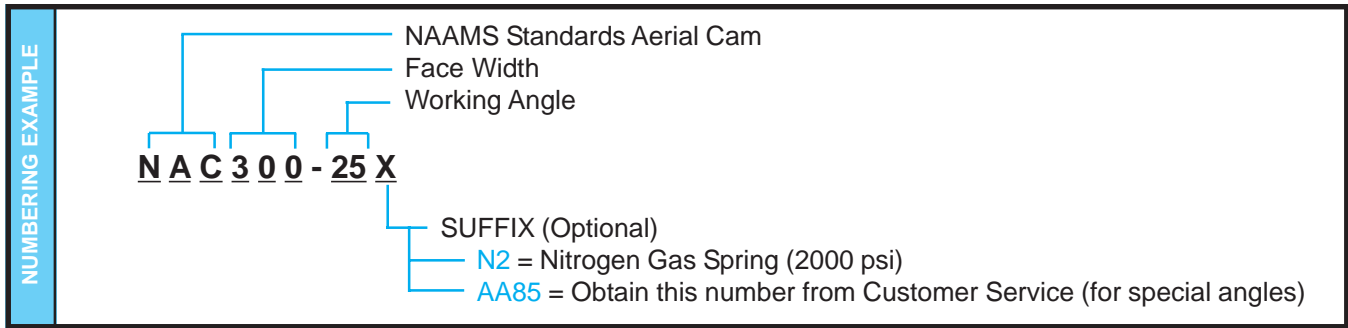 NUMBERING EXAMPLE
NAAMS Standards Aerial Cam
Face Width
Working Angle
N A C 3 0 0 - 25 X
SUFFIX (Optional)
N2 = Nitrogen Gas Spring (2000 psi)
AA85 = Obtain this number from Customer Service (for special angles)